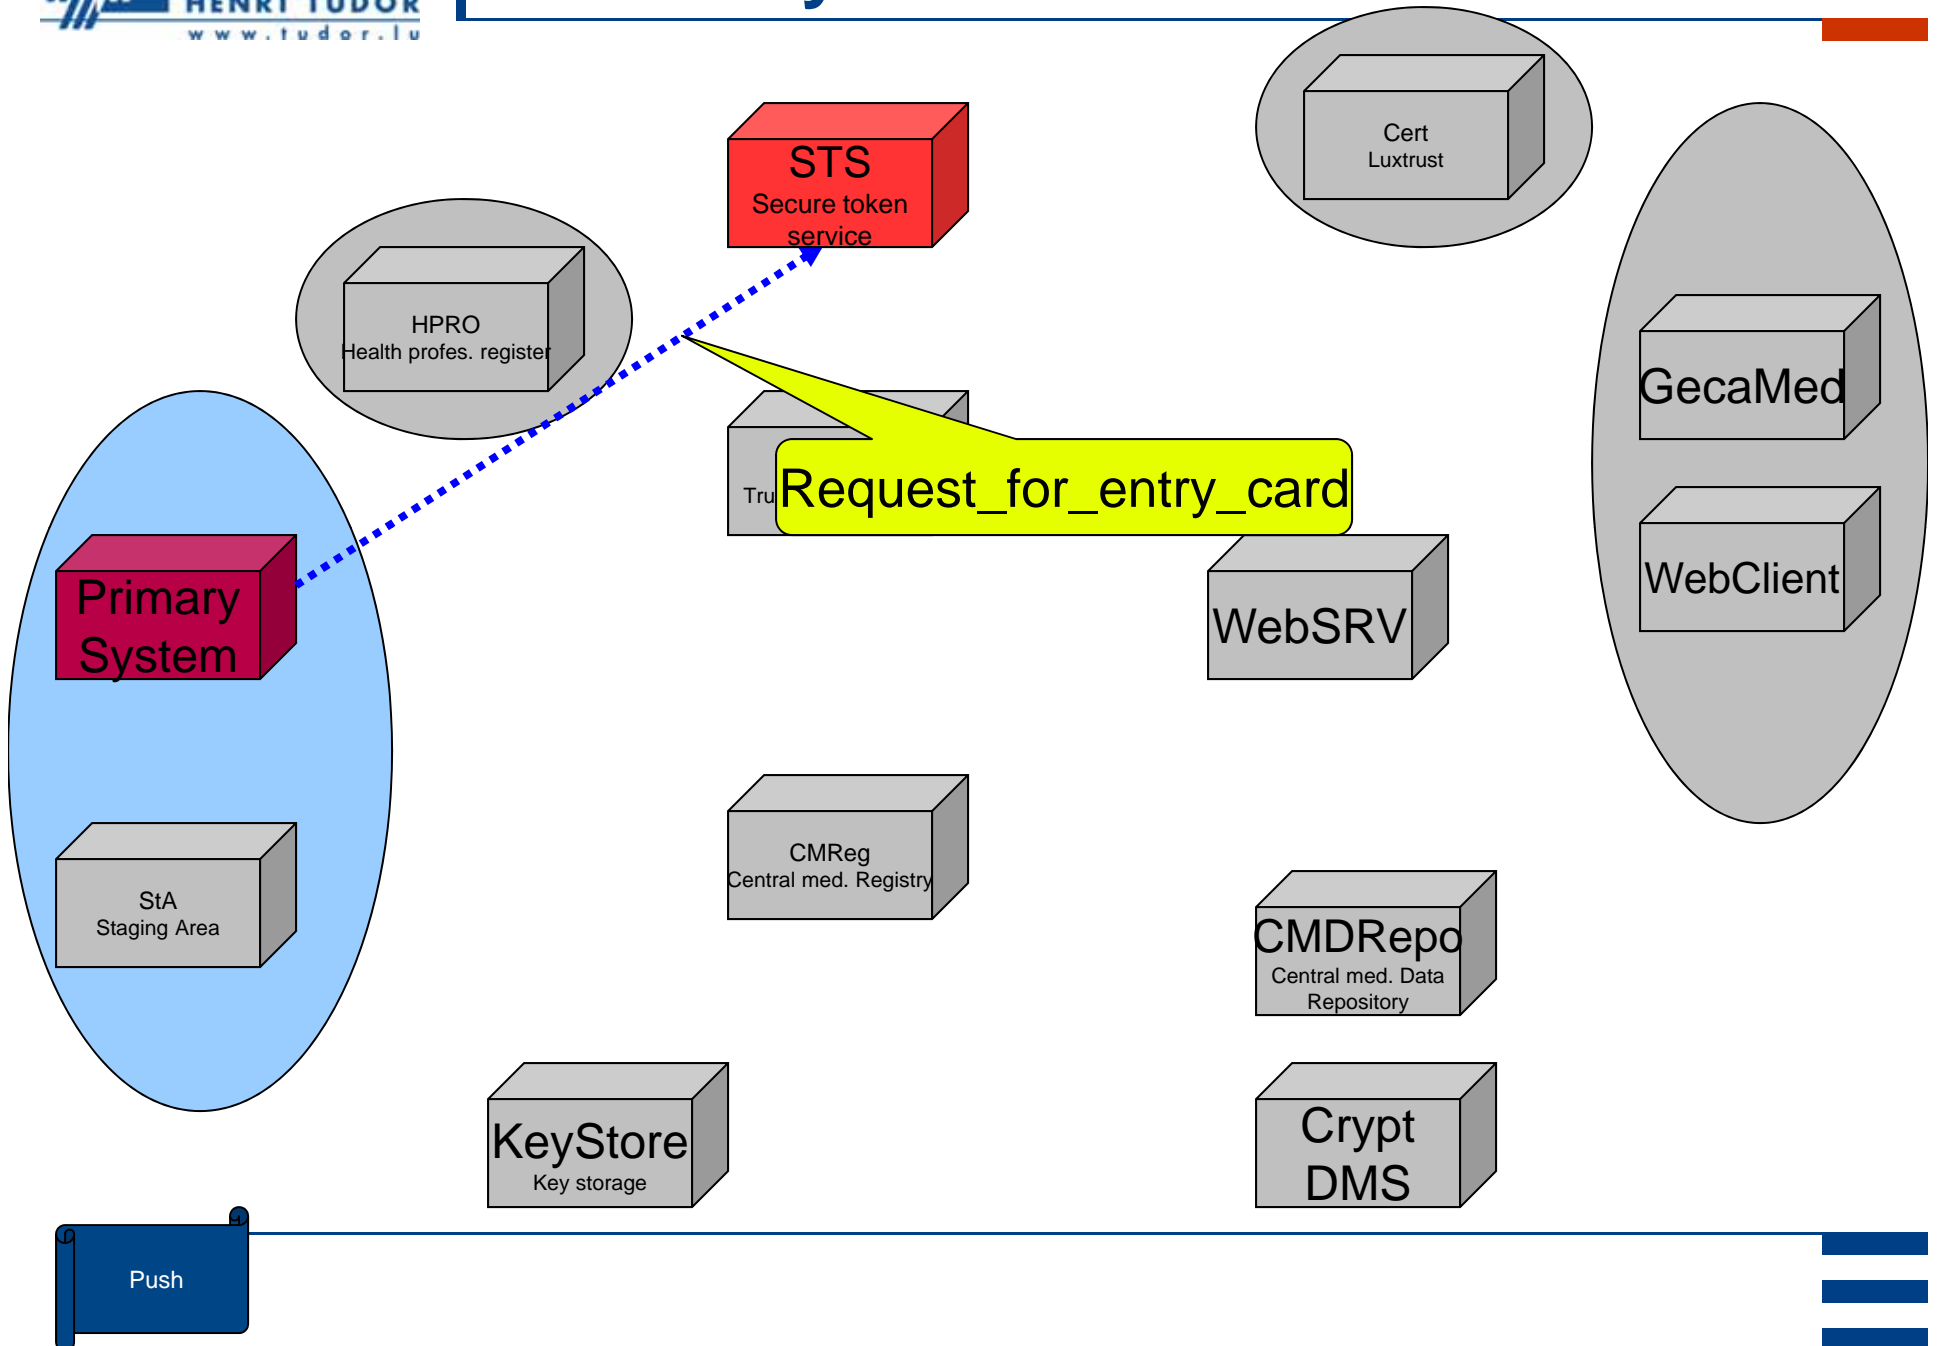 HENRI TUDOR
www.tudor.lu
Cert
Luxtrust
STS
Secure token
service
HPRO
Health profes. register
GecaMed
Request_for_entry_card
WebClient
Primary
System
WebSRV
CMReg
Central med. Registry
StA
Staging Area
CMDRepo
Central med. Data
Repository
KeyStore
Key storage
Crypt
DMS
Push